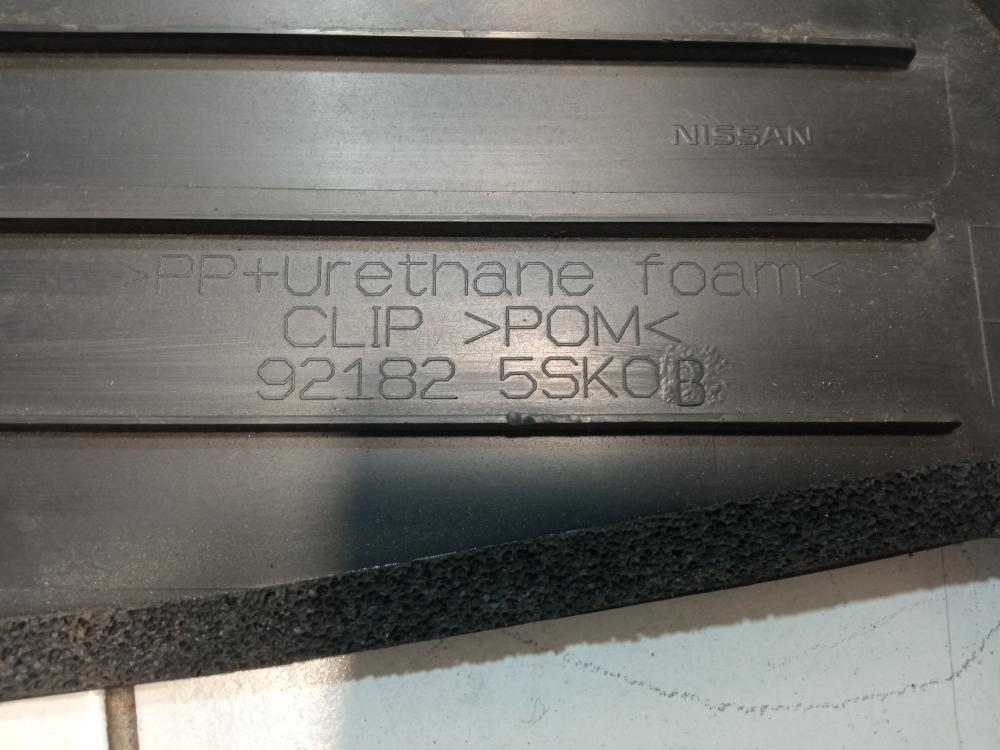 NISSAN
>PP+Urethane foam<
CLIP >POM<
92182 5SK0B